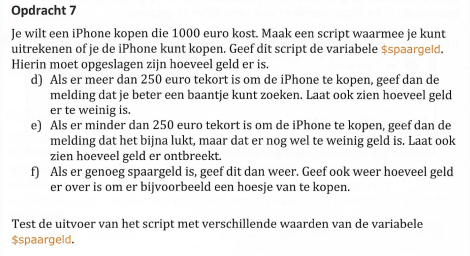 Opdracht 7
Je wilt een iPhone kopen die 1000 euro kost. Maak een script waarmee je kunt
uitrekenen of je de iPhone kunt kopen. Geef dit script de variabele $spaargeld.
Hierin moet opgeslagen zijn hoeveel geld er is.
d) Als er meer dan 250 euro tekort is om de iPhone te kopen, geef dan de
melding dat je beter een baantje kunt zoeken. Laat ook zien hoeveel geld
er te weinig is.
e) Als er minder dan 250 euro tekort is om de iPhone te kopen, geef dan de
melding dat het bijna lukt, maar dat er nog wel te weinig geld is. Laat ook
zien hoeveel geld er ontbreekt.
f) Als er genoeg spaargeld is, geef dit dan weer. Geef ook weer hoeveel geld
er over is om er bijvoorbeeld een hoesje van te kopen.
Test de uitvoer van het script met verschillende waarden van de variabele
$spaargeld.